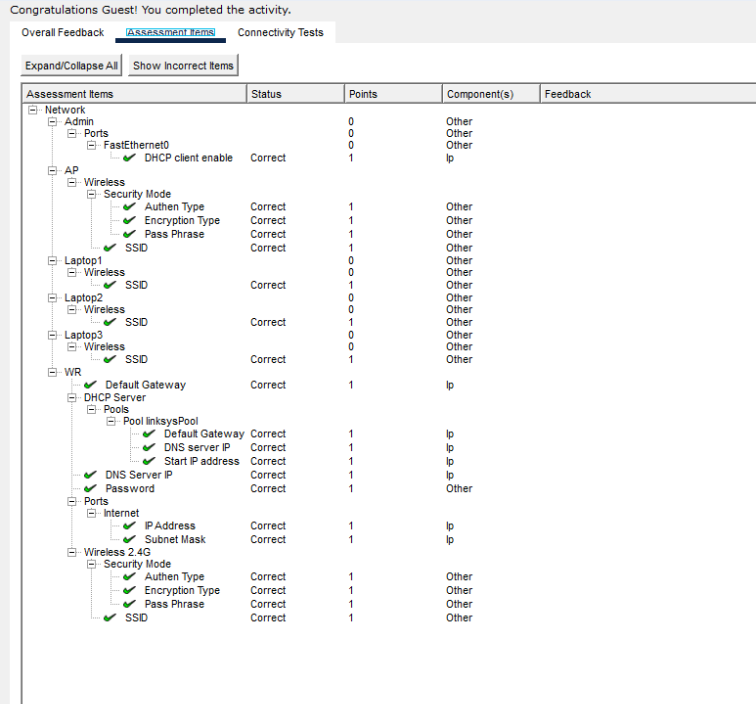 Congratulations Guest! You completed the activity.
Overall Feedback Assessment Items Connectivity Tests
Expand/Collapse All Show Incorrect Items
Assessment Items Status Points Component(s) Feedback
Network
Admin 0 Other
Ports 0 Other
FastEthernet0 0 Other
DHCP client enable Correct 1 Ip
AP
Wireless
Security Mode
Authen Type Correct 1 Other
Encryption Type Correct 1 Other
Pass Phrase Correct 1 Other
SSID Correct 1 Other
Laptop1 0 Other
Wireless 0 Other
SSID Correct 1 Other
Laptop2 0 Other
Wireless 0 Other
SSID Correct 1 Other
Laptop3 0 Other
Wireless 0 Other
SSID Correct 1 Other
WR
Default Gateway Correct 1 Ip
DHCP Server
Pools
Pool linksysPool
Default Gateway Correct 1 Ip
DNS server IP Correct 1 Ip
Start IP address Correct 1 Ip
DNS Server IP Correct 1 Ip
Password Correct 1 Other
Ports
Internet
IP Address Correct 1 Ip
Subnet Mask Correct 1 Ip
Wireless 2.4G
Security Mode
Authen Type Correct 1 Other
Encryption Type Correct 1 Other
Pass Phrase Correct 1 Other
SSID Correct 1 Other